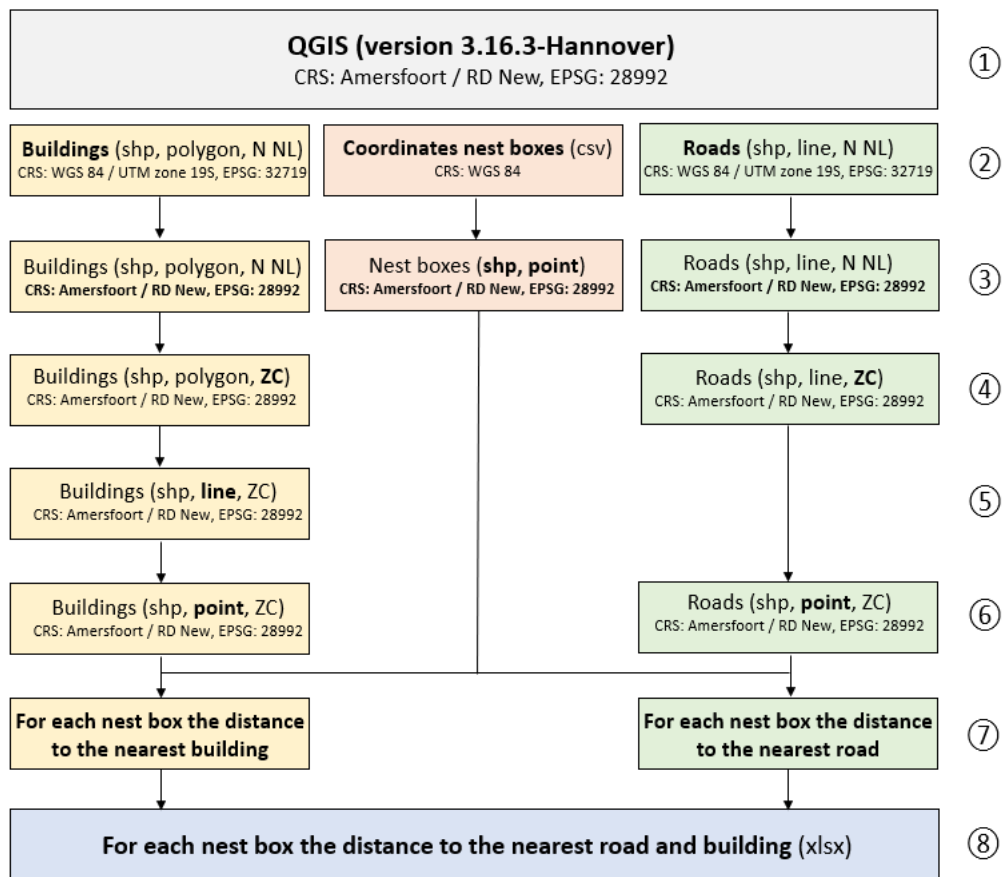 QGIS (version 3.16.3-Hannover)
CRS: Amersfoort / RD New, EPSG: 28992
①
Buildings (shp, polygon, N NL)
CRS: WGS 84 / UTM zone 19S, EPSG: 32719
Coordinates nest boxes (csv)
CRS: WGS 84
Roads (shp, line, N NL)
CRS: WGS 84 / UTM zone 19S, EPSG: 32719
②
Buildings (shp, polygon, N NL)
CRS: Amersfoort / RD New, EPSG: 28992
Nest boxes (shp, point)
CRS: Amersfoort / RD New, EPSG: 28992
Roads (shp, line, N NL)
CRS: Amersfoort / RD New, EPSG: 28992
③
Buildings (shp, polygon, ZC)
CRS: Amersfoort / RD New, EPSG: 28992
Roads (shp, line, ZC)
CRS: Amersfoort / RD New, EPSG: 28992
④
Buildings (shp, line, ZC)
CRS: Amersfoort / RD New, EPSG: 28992
⑤
Buildings (shp, point, ZC)
CRS: Amersfoort / RD New, EPSG: 28992
Roads (shp, point, ZC)
CRS: Amersfoort / RD New, EPSG: 28992
⑥
For each nest box the distance
to the nearest building
For each nest box the distance
to the nearest road
⑦
For each nest box the distance to the nearest road and building (xlsx)
⑧